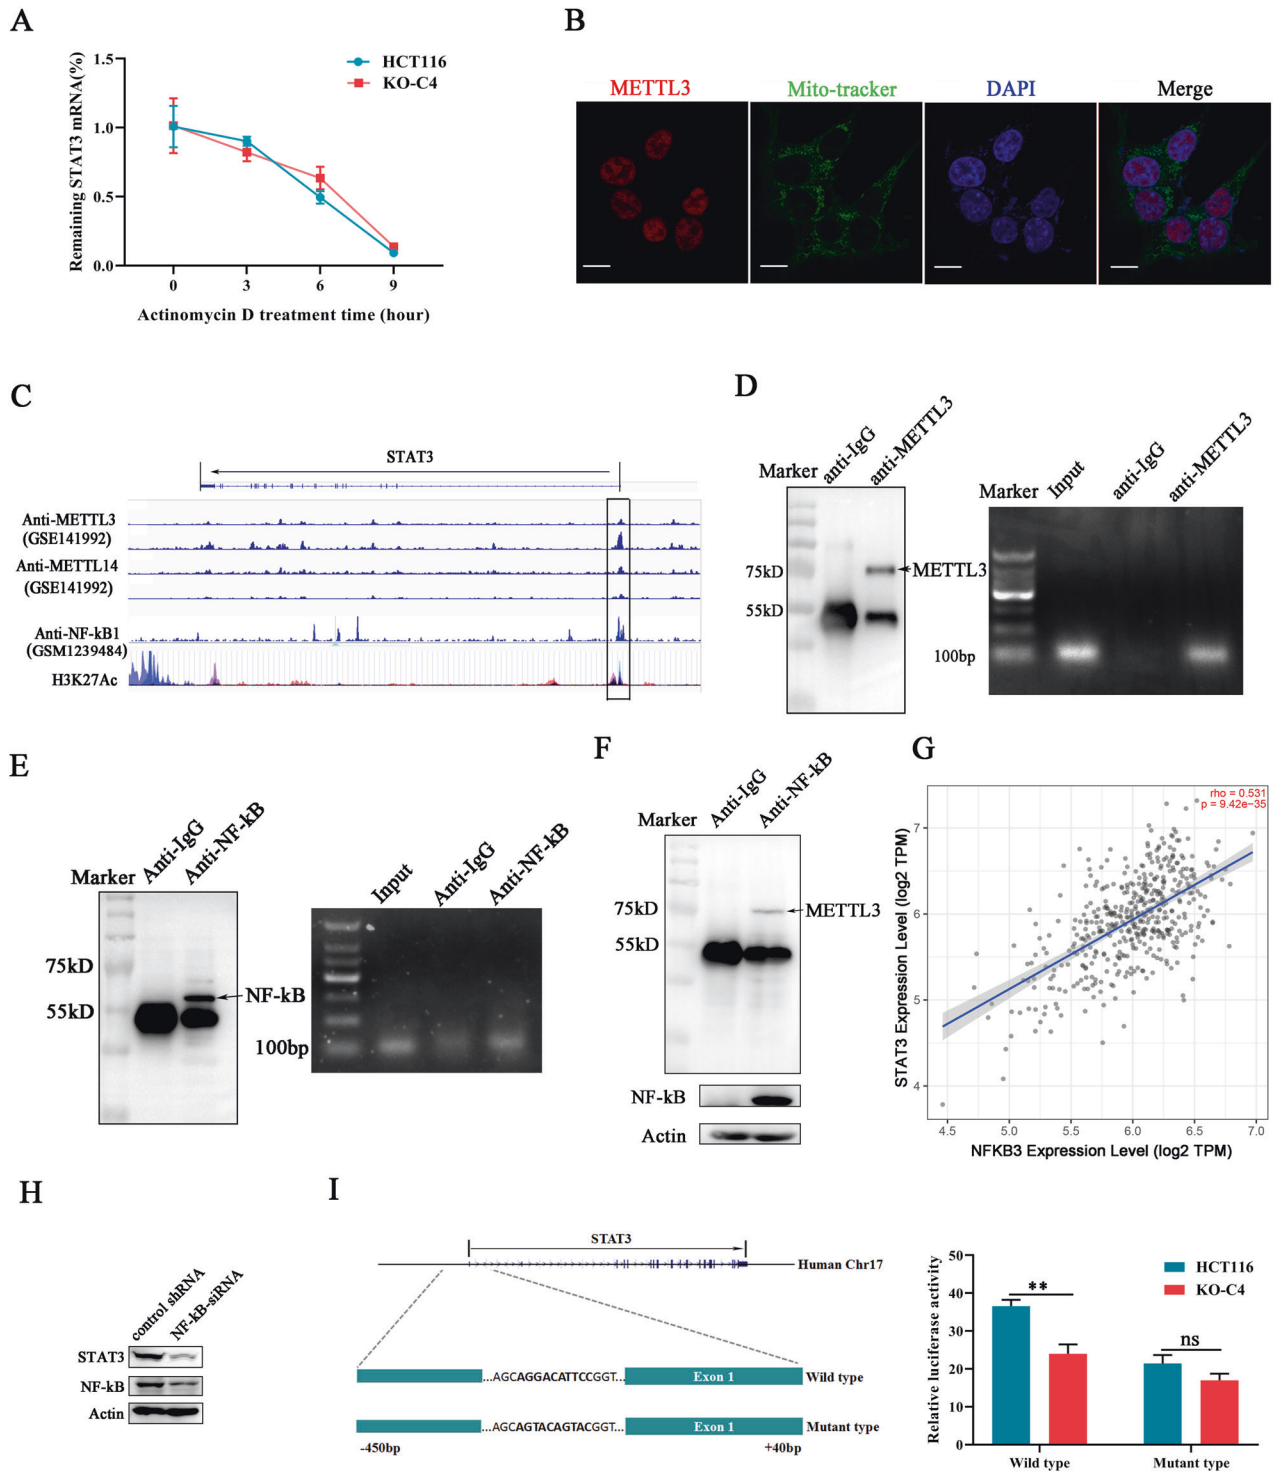 A
1.5
1.0
0.5
0.0
Remaining STAT3 mRNA(%)
HCT116
KO-C4
0 3 6 9
Actinomycin D treatment time (hour)
B
METTL3 Mito-tracker DAPI Merge
C
STAT3
Anti-METTL3
(GSE141992)
Anti-METTL14
(GSE141992)
Anti-NF-kB1
(GSM1239484)
H3K27Ac
D
Marker anti-IgG anti-METTL3
75kD
55kD
METTL3
Marker Input anti-IgG anti-METTL3
100bp
E
Marker Anti-IgG Anti-NF-kB
75kD
55kD
NF-kB
Input Anti-IgG Anti-NF-kB
100bp
F
Marker Anti-IgG Anti-NF-kB
75kD
55kD
METTL3
NF-kB
Actin
G
rho = 0.531
p = 9.42e−35
STAT3 Expression Level (log2 TPM)
7
6
5
4
4.5 5.0 5.5 6.0 6.5 7.0
NFKB3 Expression Level (log2 TPM)
H
control shRNA NF-kB-siRNA
STAT3
NF-kB
Actin
I
STAT3
Human Chr17
...AGCAGGACATTCCGGT... Exon 1 Wild type
...AGCAGTACAGTACGGT... Exon 1 Mutant type
-450bp +40bp
Relative luciferase activity
50
40
30
20
10
0
HCT116
KO-C4
**
ns
Wild type Mutant type